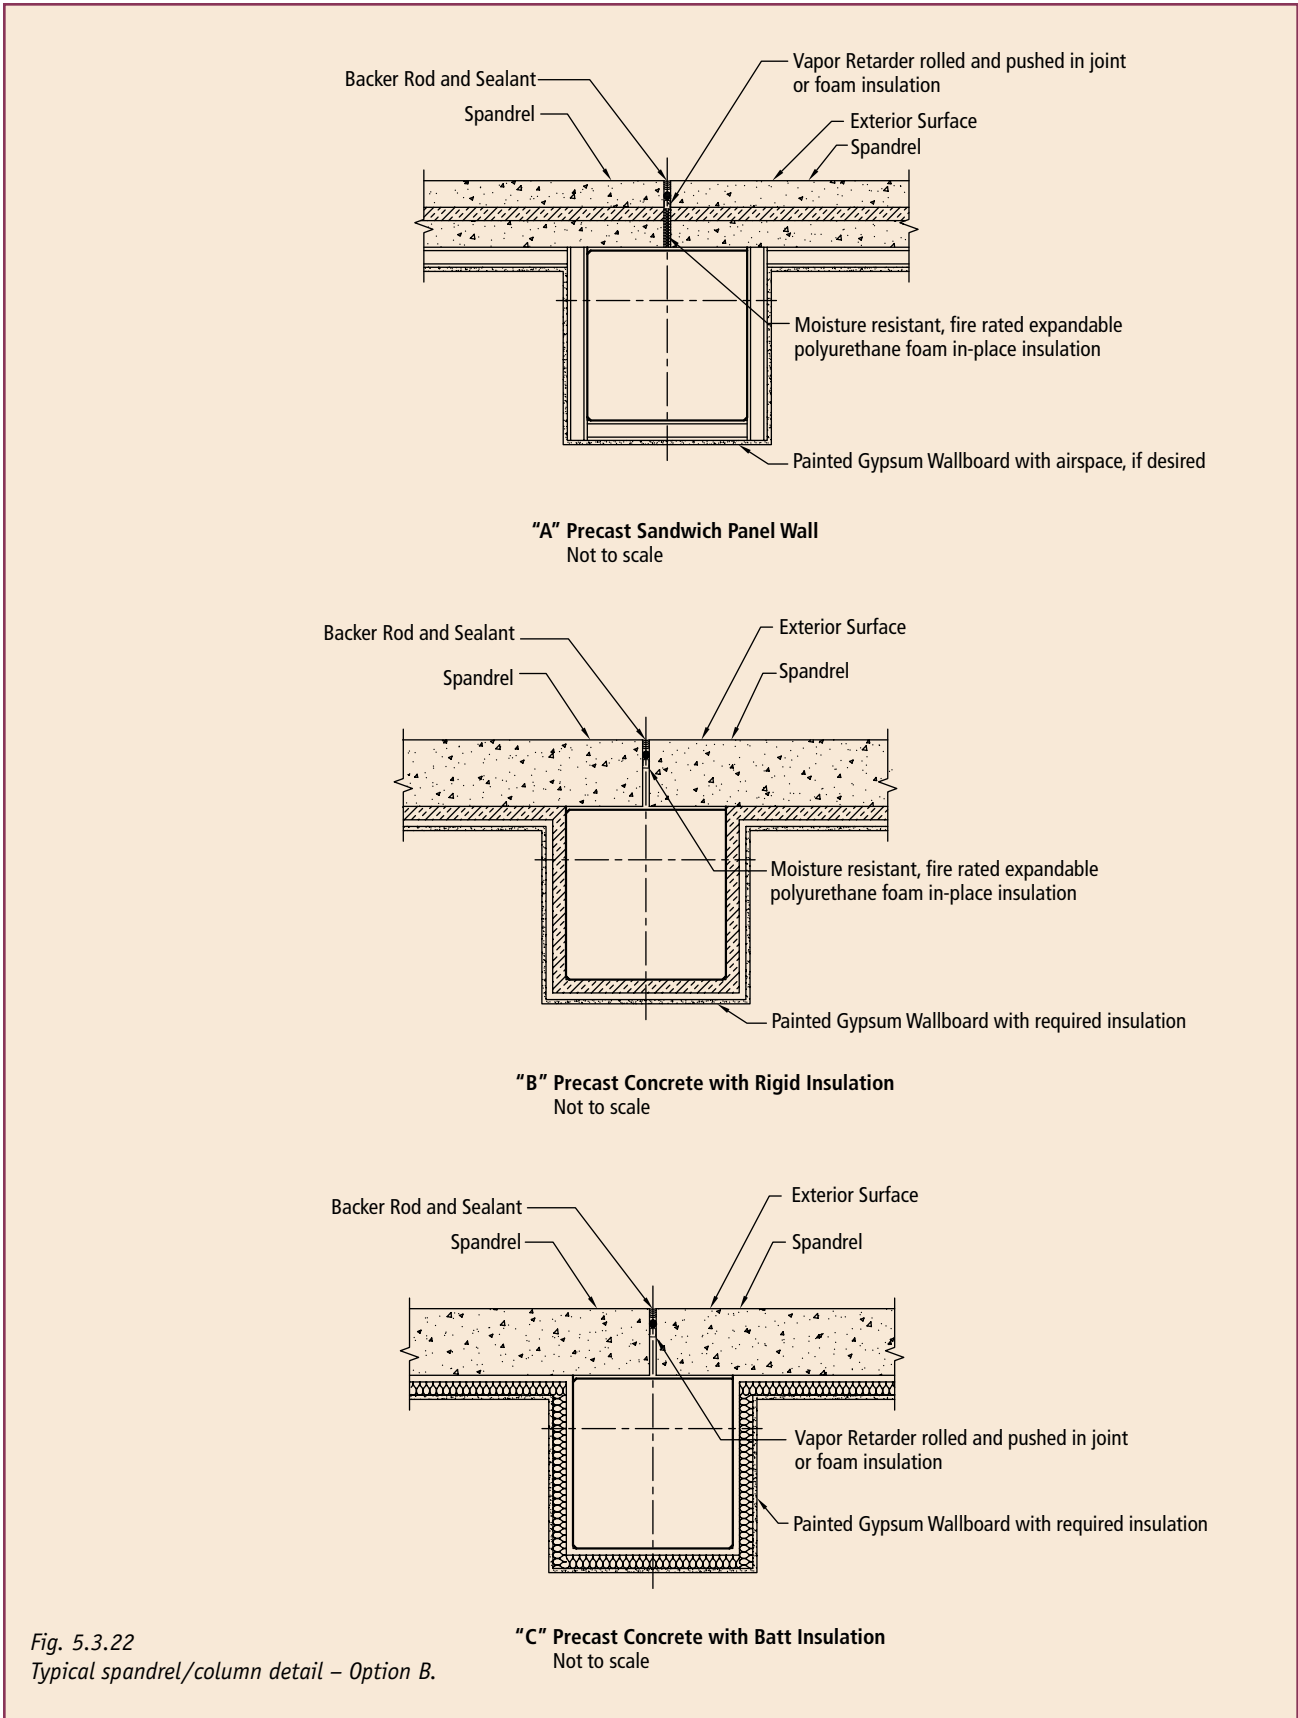 Vapor Retarder rolled and pushed in joint
or foam insulation
Backer Rod and Sealant
Spandrel
Exterior Surface
Spandrel
Moisture resistant, fire rated expandable
polyurethane foam in-place insulation
Painted Gypsum Wallboard with airspace, if desired
“A” Precast Sandwich Panel Wall
Not to scale
Backer Rod and Sealant
Exterior Surface
Spandrel
Spandrel
Moisture resistant, fire rated expandable
polyurethane foam in-place insulation
Painted Gypsum Wallboard with required insulation
“B” Precast Concrete with Rigid Insulation
Not to scale
Backer Rod and Sealant
Exterior Surface
Spandrel
Spandrel
Vapor Retarder rolled and pushed in joint
or foam insulation
Painted Gypsum Wallboard with required insulation
“C” Precast Concrete with Batt Insulation
Not to scale
Fig. 5.3.22
Typical spandrel/column detail – Option B.